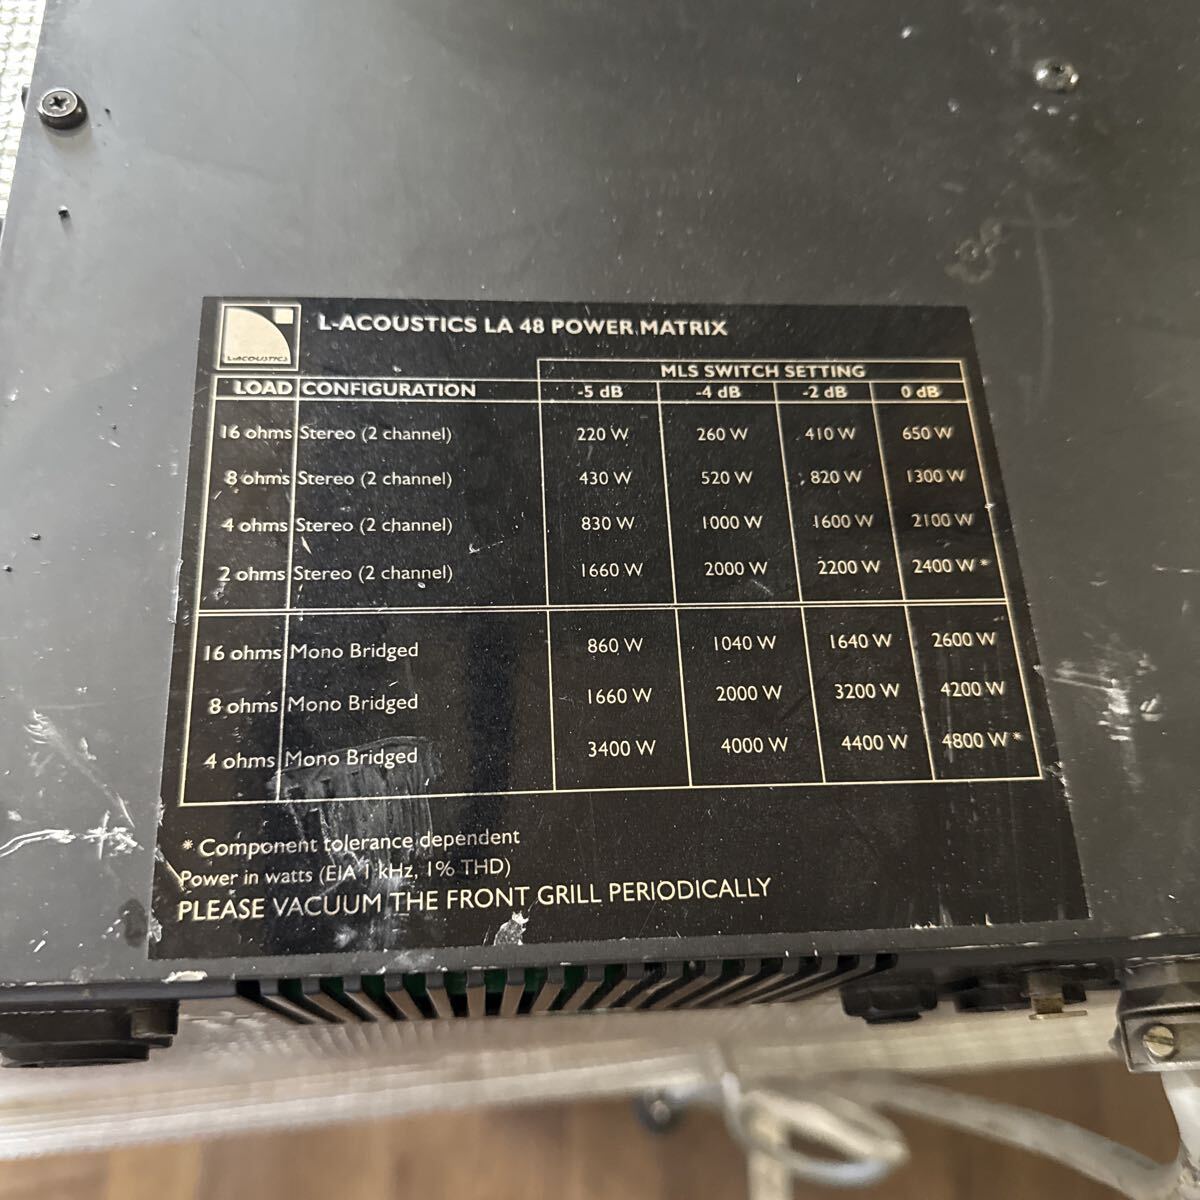 L-ACOUSTICS
L-ACOUSTICS LA 48 POWER MATRIX
MLS SWITCH SETTING
LOAD CONFIGURATION -5 dB -4 dB -2 dB 0 dB
16 ohms Stereo (2 channel) 220 W 260 W 410 W 650 W
8 ohms Stereo (2 channel) 430 W 520 W 820 W 1300 W
4 ohms Stereo (2 channel) 830 W 1000 W 1600 W 2100 W
2 ohms Stereo (2 channel) 1660 W 2000 W 2200 W 2400 W *
16 ohms Mono Bridged 860 W 1040 W 1640 W 2600 W
8 ohms Mono Bridged 1660 W 2000 W 3200 W 4200 W
4 ohms Mono Bridged 3400 W 4000 W 4400 W 4800 W *
* Component tolerance dependent
Power in watts (EIA 1 kHz, 1% THD)
PLEASE VACUUM THE FRONT GRILL PERIODICALLY